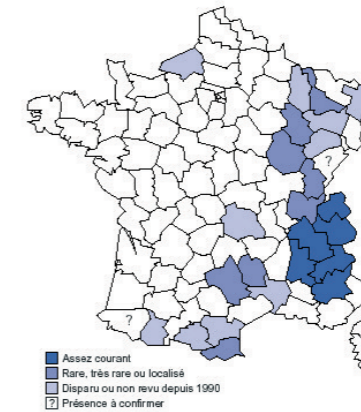 ?
?
Assez courant
Rare, très rare ou localisé
Disparu ou non revu depuis 1990
? Présence à confirmer